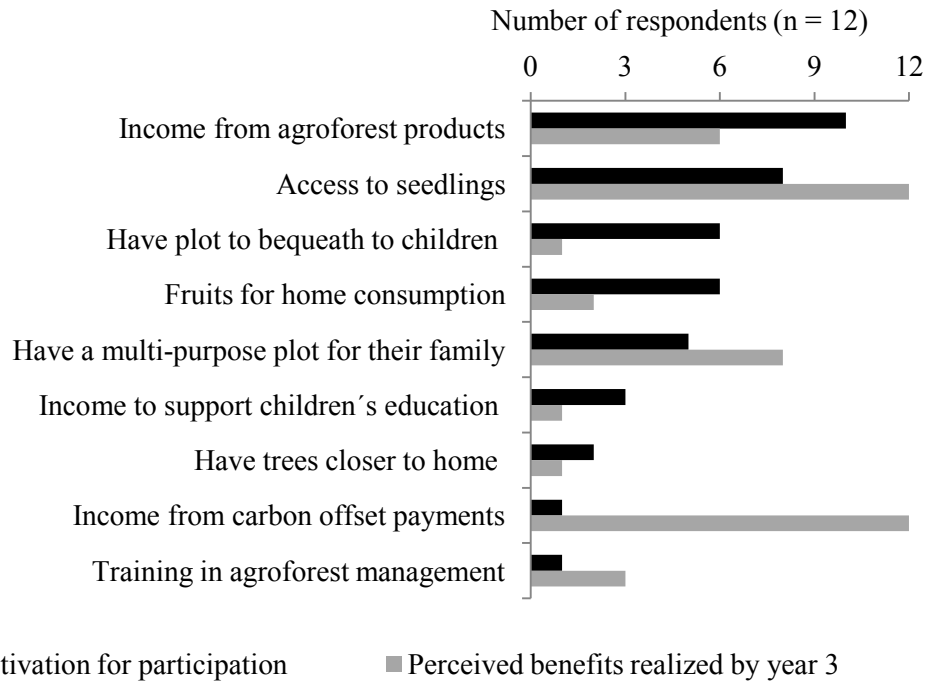 Number of respondents (n = 12)
0 3 6 9 12
Income from agroforest products
Access to seedlings
Have plot to bequeath to children
Fruits for home consumption
Have a multi-purpose plot for their family
Income to support children´s education
Have trees closer to home
Income from carbon offset payments
Training in agroforest management
tivation for participation Perceived benefits realized by year 3